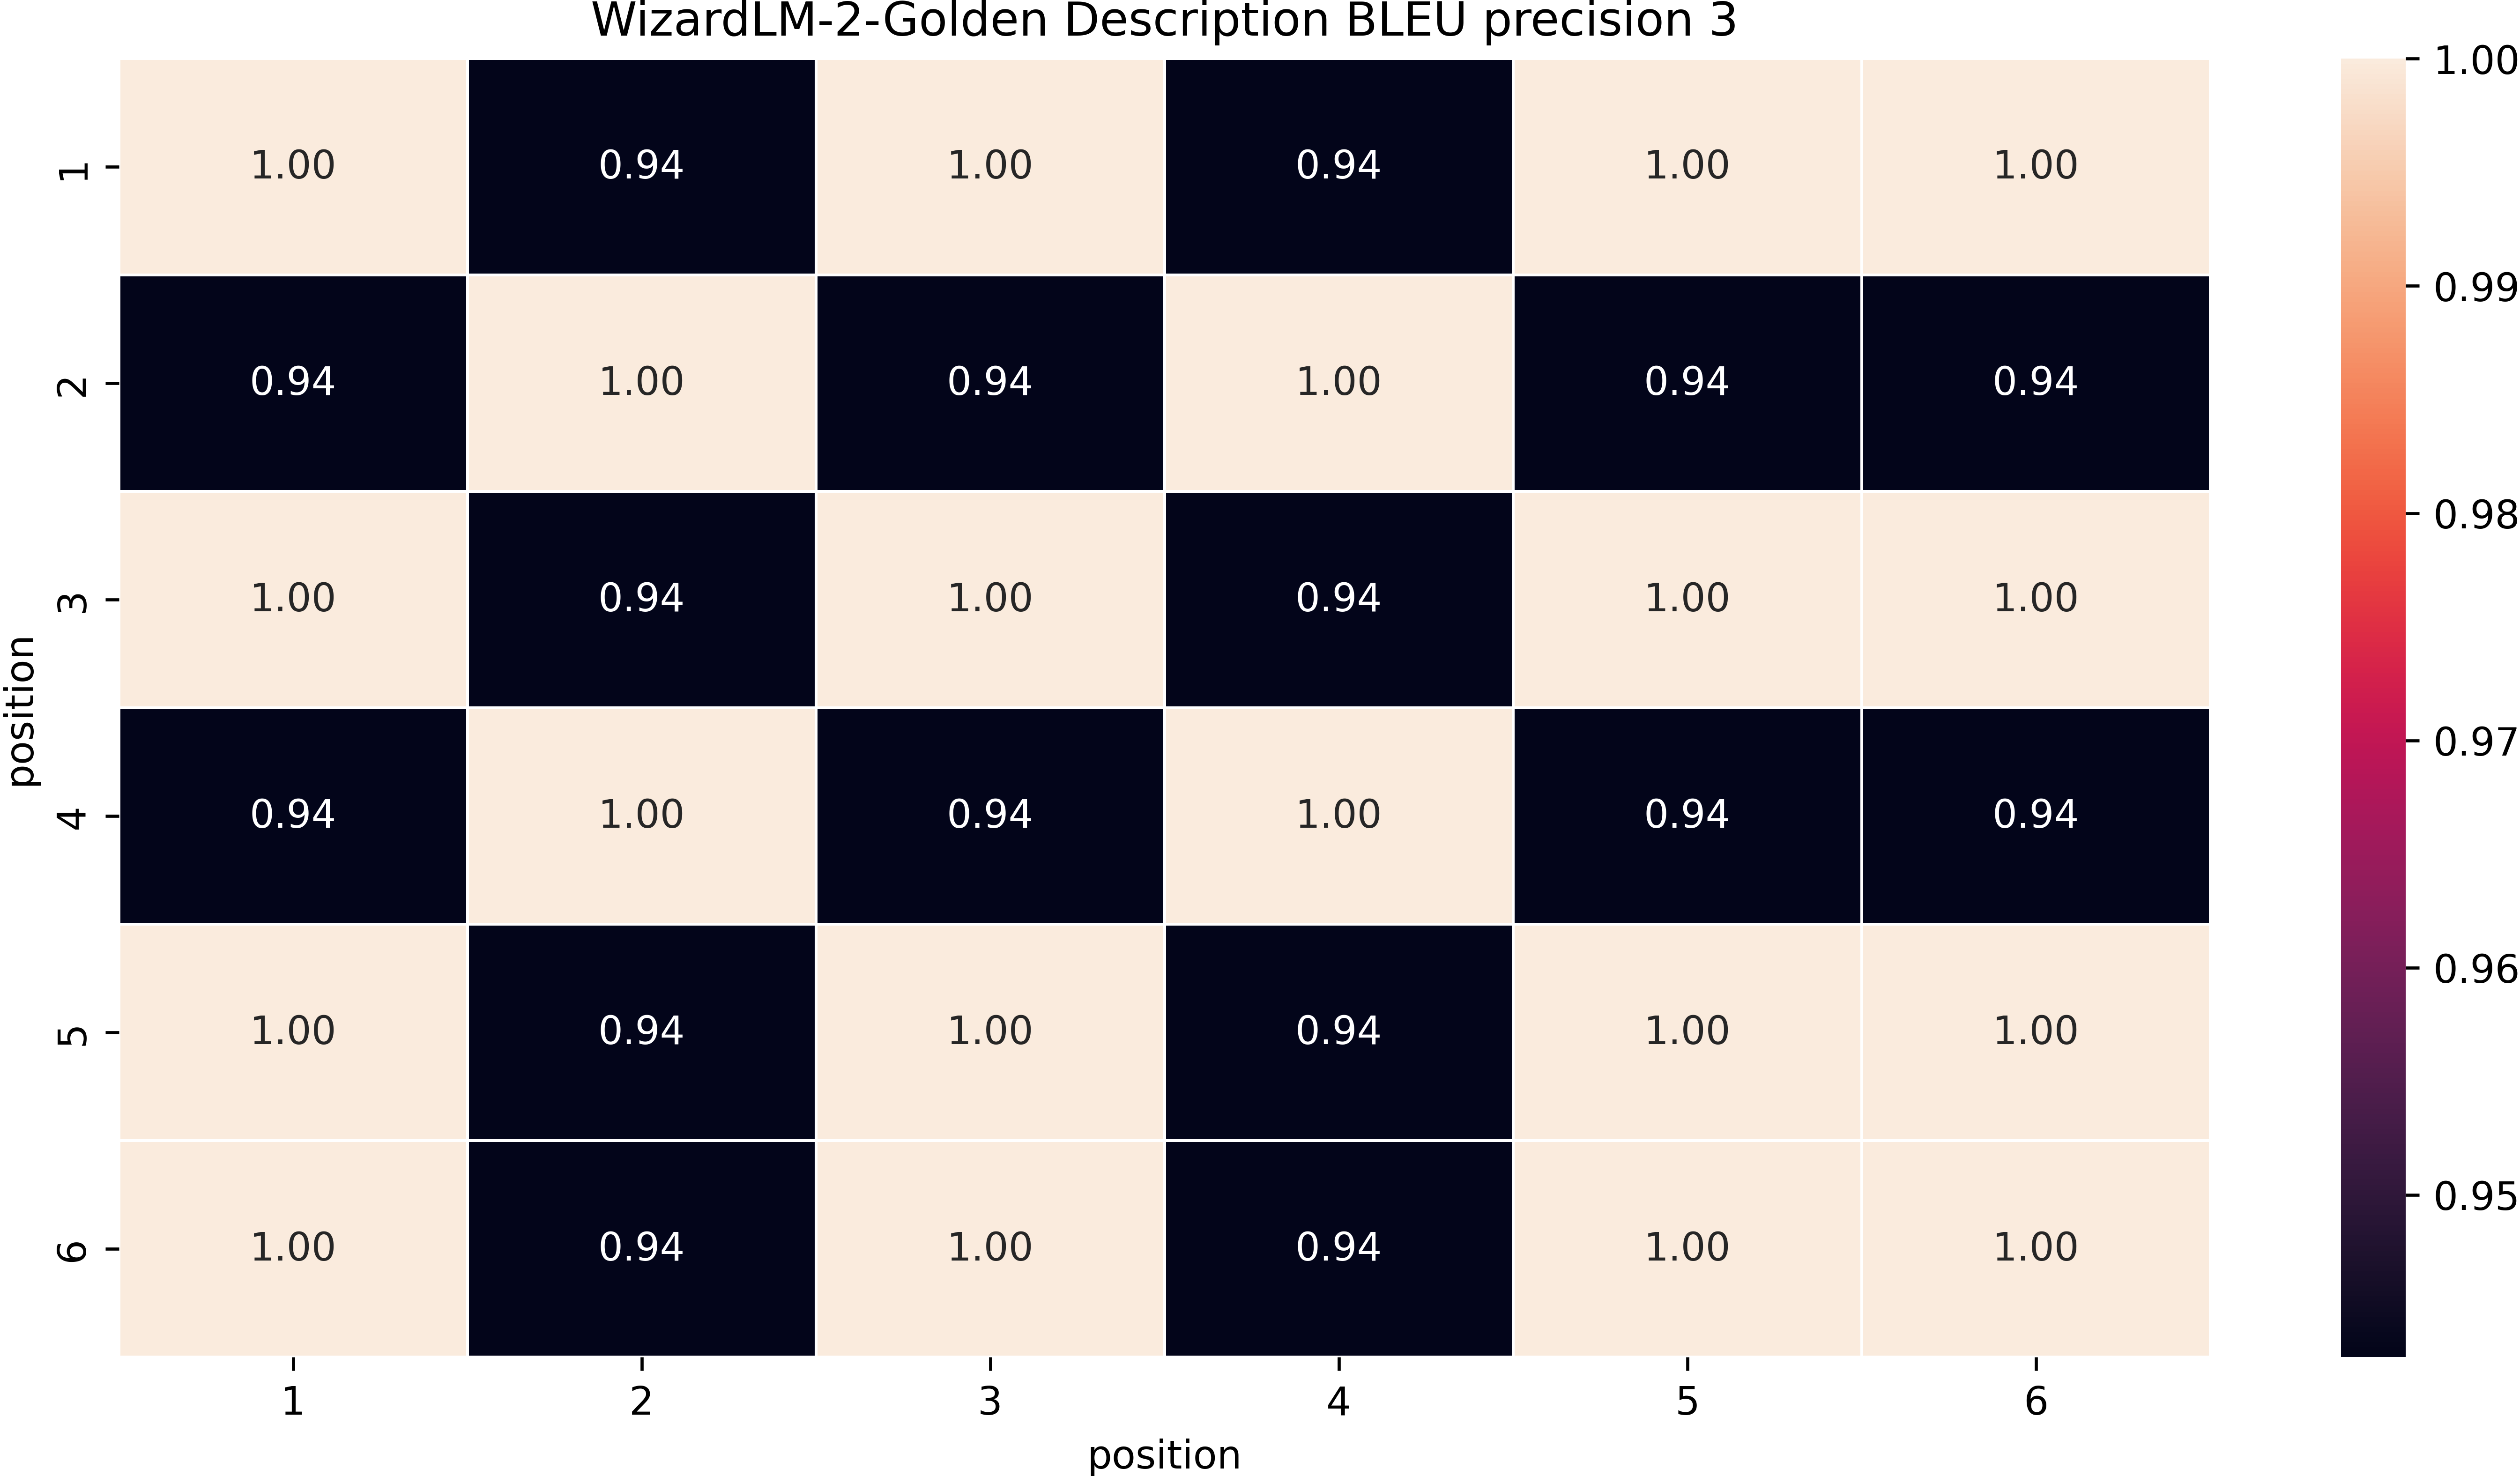 WizardLM-2-Golden Description BLEU precision 3
1 1.00 0.94 1.00 0.94 1.00 1.00
2 0.94 1.00 0.94 1.00 0.94 0.94
3 1.00 0.94 1.00 0.94 1.00 1.00
4 0.94 1.00 0.94 1.00 0.94 0.94
5 1.00 0.94 1.00 0.94 1.00 1.00
6 1.00 0.94 1.00 0.94 1.00 1.00
position
1 2 3 4 5 6
position
1.00
0.99
0.98
0.97
0.96
0.95